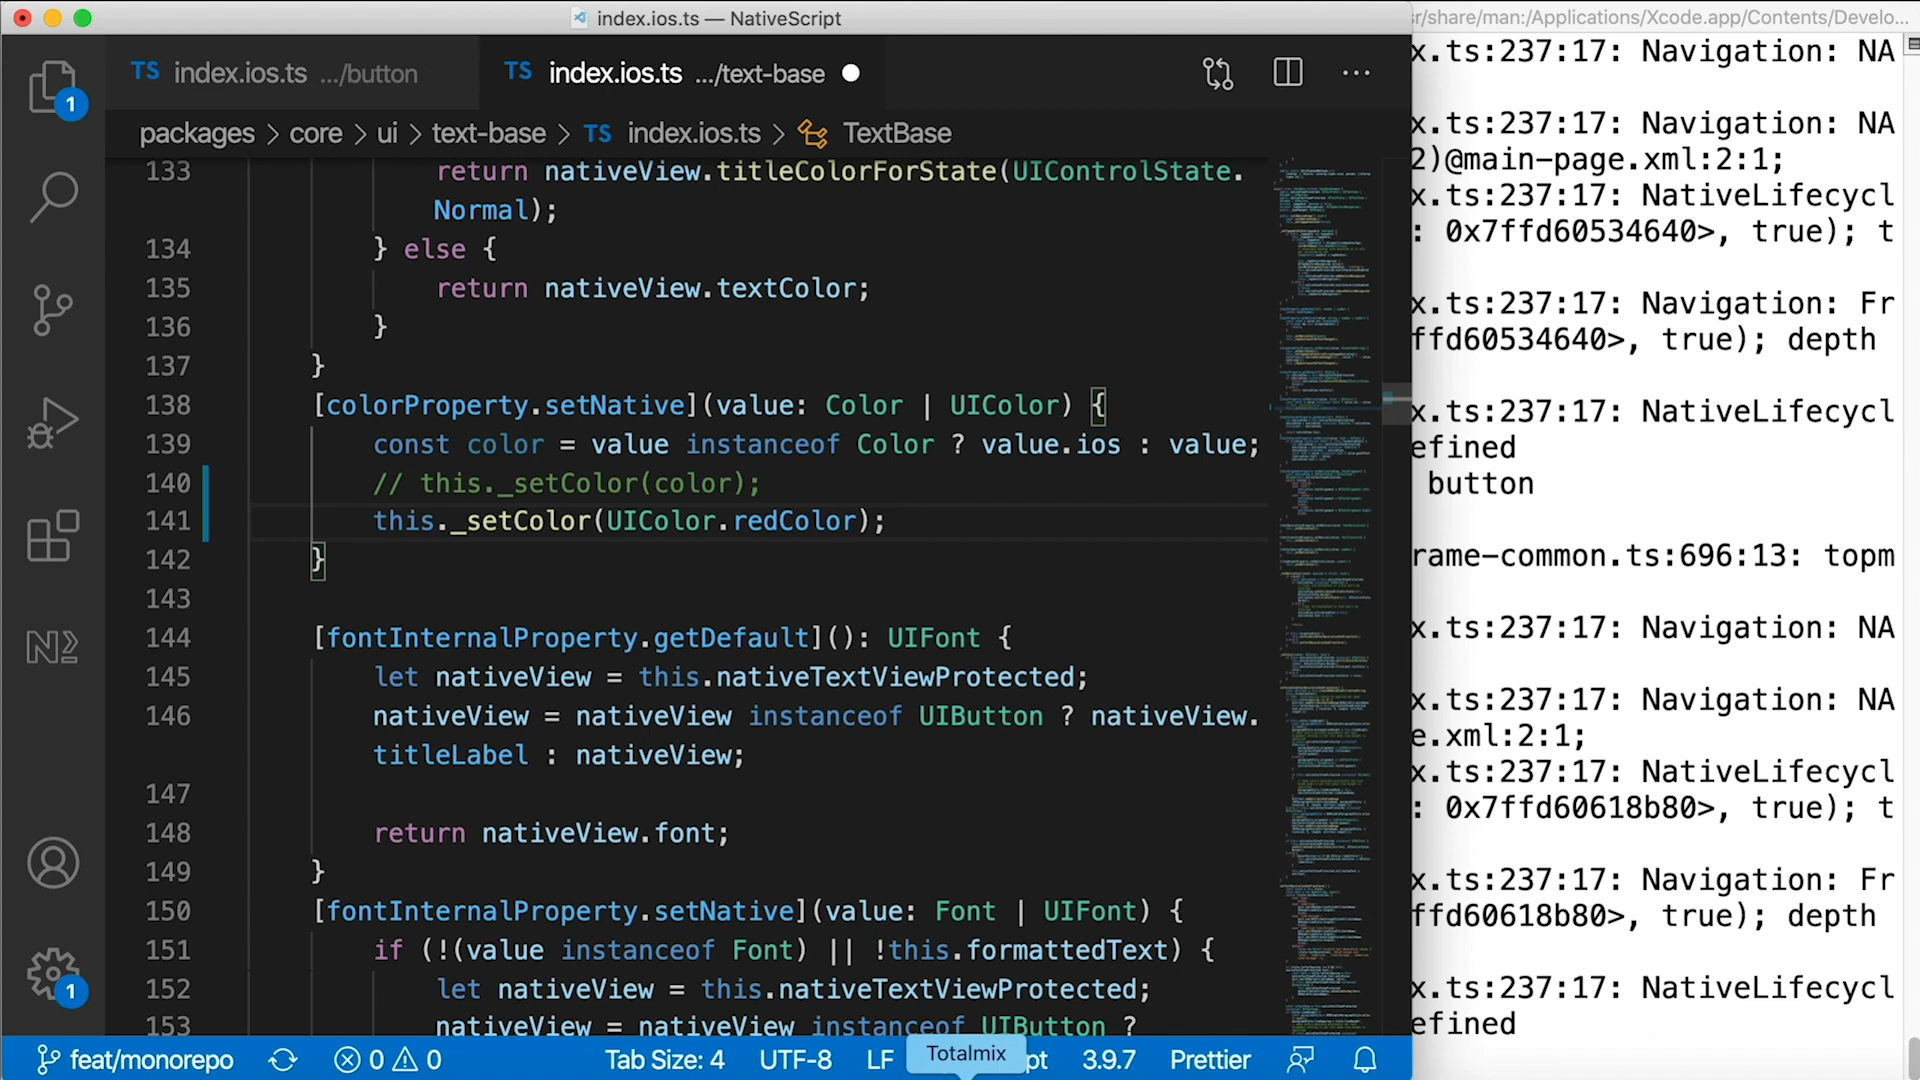 index.ios.ts — NativeScript
TS index.ios.ts .../button
TS index.ios.ts .../text-base
1
packages > core > ui > text-base > TS index.ios.ts > TextBase
133 return nativeView.titleColorForState(UIControlState.
Normal);
134 } else {
135 return nativeView.textColor;
136 }
137 }
138 [colorProperty.setNative](value: Color | UIColor) {
139 const color = value instanceof Color ? value.ios : value;
140 // this._setColor(color);
141 this._setColor(UIColor.redColor);
142 }
143
144 [fontInternalProperty.getDefault](): UIFont {
145 let nativeView = this.nativeTextViewProtected;
146 nativeView = nativeView instanceof UIButton ? nativeView.
titleLabel : nativeView;
147
148 return nativeView.font;
149 }
150 [fontInternalProperty.setNative](value: Font | UIFont) {
151 if (!(value instanceof Font) || !this.formattedText) {
152 let nativeView = this.nativeTextViewProtected;
153 nativeView = nativeView instanceof UIButton ?
N
1
feat/monorepo
0 0
Tab Size: 4
UTF-8
LF
Totalmix
pt
3.9.7
Prettier
r/share/man:/Applications/Xcode.app/Contents/Develo...
x.ts:237:17: Navigation: NA
x.ts:237:17: Navigation: NA
2)@main-page.xml:2:1;
x.ts:237:17: NativeLifecycl
: 0x7ffd60534640>, true); t
x.ts:237:17: Navigation: Fr
ffd60534640>, true); depth
x.ts:237:17: NativeLifecycl
efined
button
rame-common.ts:696:13: topm
x.ts:237:17: Navigation: NA
x.ts:237:17: Navigation: NA
e.xml:2:1;
x.ts:237:17: NativeLifecycl
: 0x7ffd60618b80>, true); t
x.ts:237:17: Navigation: Fr
ffd60618b80>, true); depth
x.ts:237:17: NativeLifecycl
efined